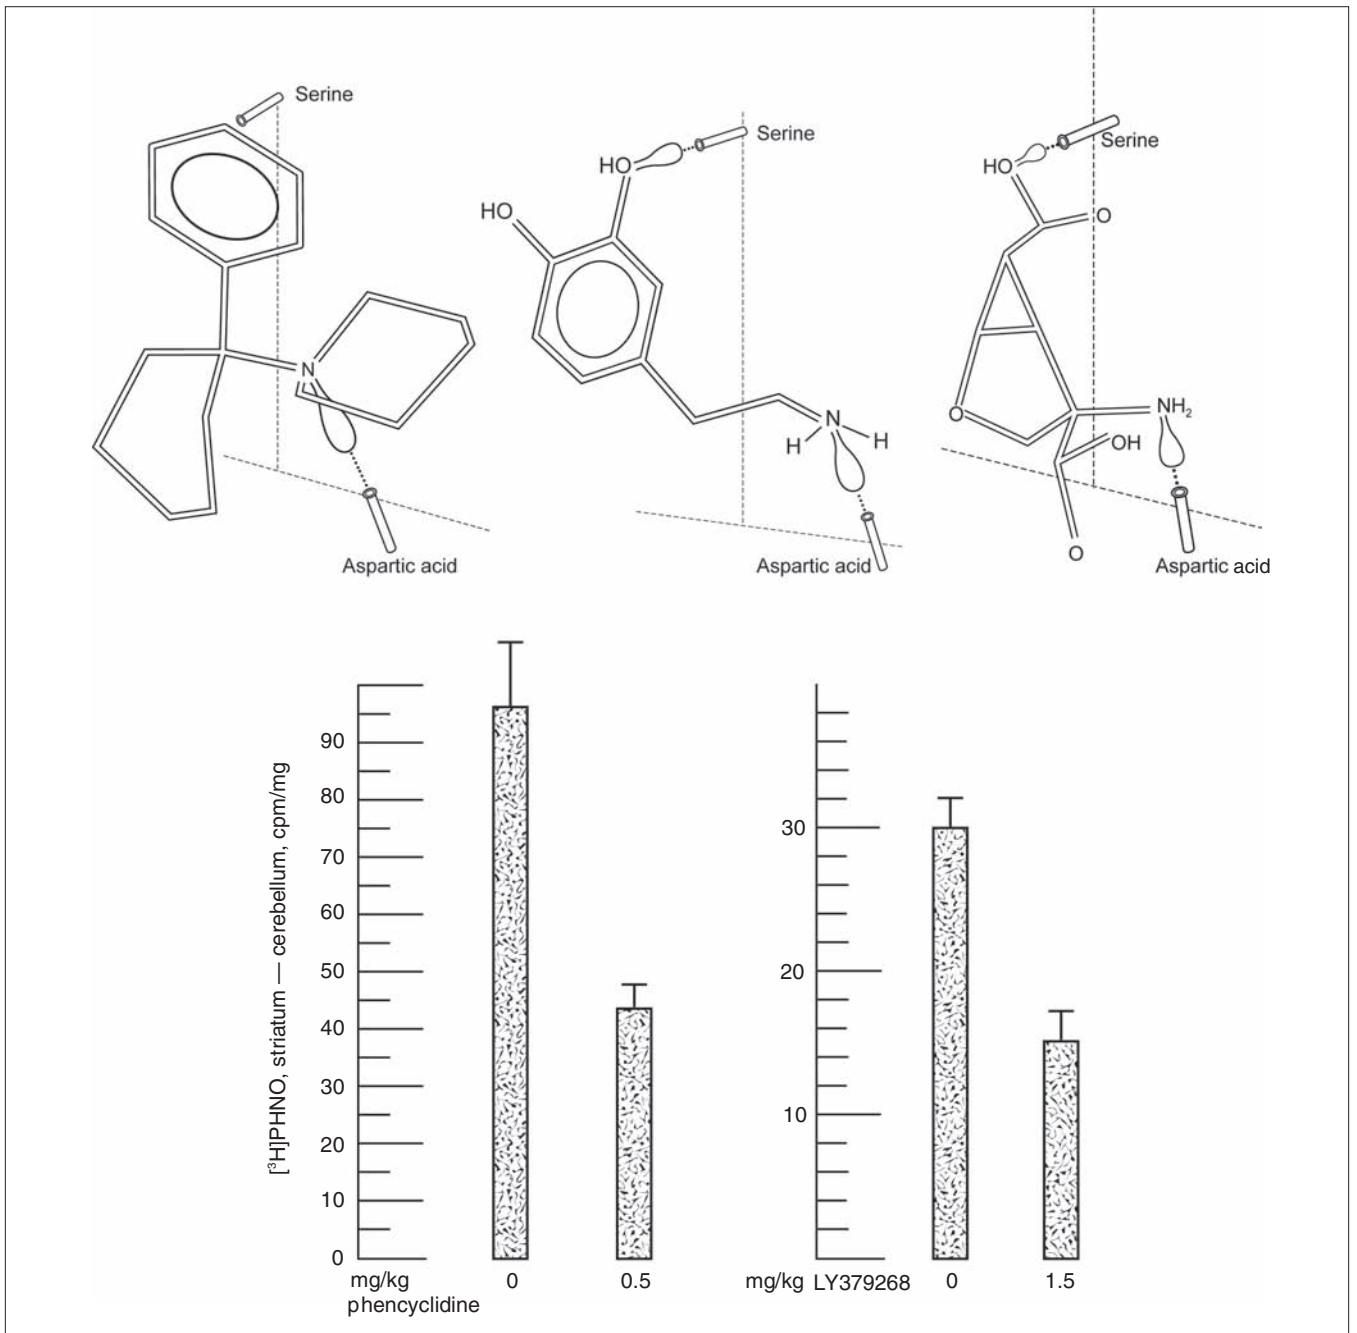 Serine
Serine
Serine
HO
HO
HO
O
N
O
NH2
N
H
H
OH
O
Aspartic acid
Aspartic acid
Aspartic acid
[3H]PHNO, striatum — cerebellum, cpm/mg
90
80
70
60
50
40
30
20
10
0
30
20
10
mg/kg
phencyclidine
0
0.5
mg/kg LY379268
0
1.5